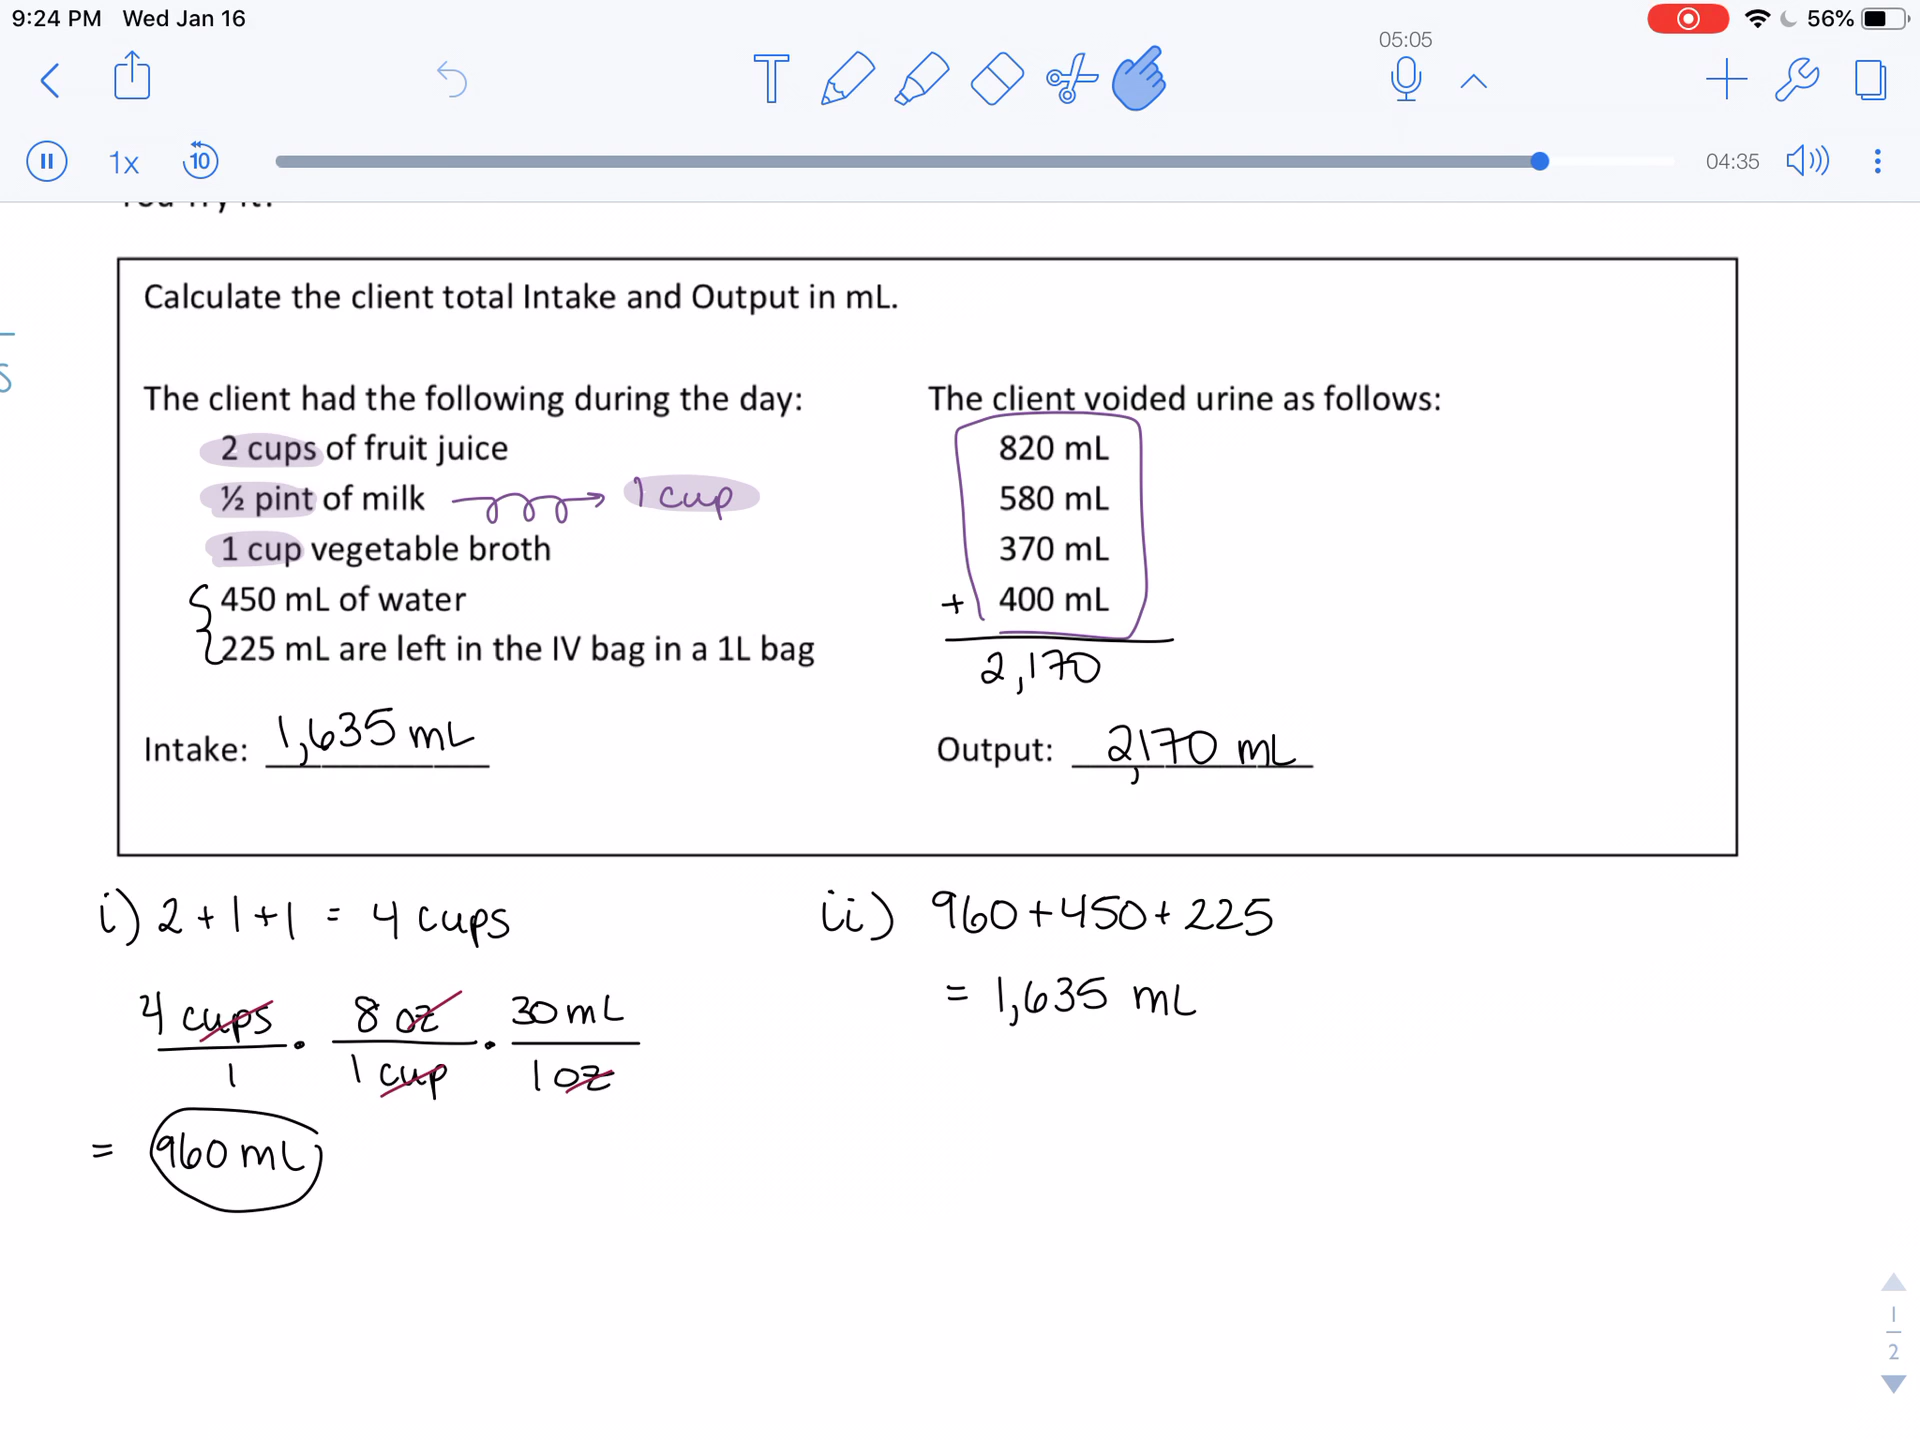 9:24 PM Wed Jan 16
56%
05:05
T
1x
10
04:35
You Try It!
Calculate the client total Intake and Output in mL.
The client had the following during the day:
2 cups of fruit juice
½ pint of milk 1 cup
1 cup vegetable broth
450 mL of water
225 mL are left in the IV bag in a 1L bag
Intake: 1,635 mL
The client voided urine as follows:
820 mL
580 mL
370 mL
+ 400 mL
2,170
Output: 2,170 mL
i) 2 + 1 + 1 = 4 cups
4 cups · 8 oz · 30 mL
1 1 cup 1 oz
= 960 mL
ii) 960 + 450 + 225
= 1,635 mL
1
2